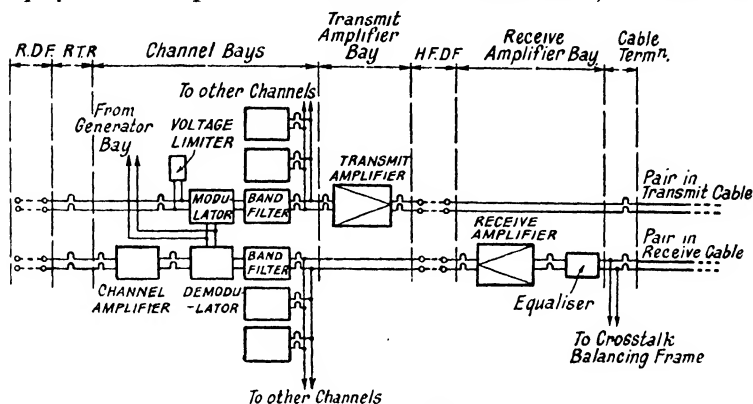 Transmit
Amplifier
Bay
R.D.F.
R.T.R
Channel Bays
H.F.D.F.
Receive
Amplifier Bay
Cable
Termn.
To other Channels
From
Generator
Bay
VOLTAGE
LIMITER
TRANSMIT
AMPLIFIER
Pair in
Transmit Cable
MODU-
LATOR
BAND
FILTER
RECEIVE
AMPLIFIER
Pair in
Receive Cable
BAND
FILTER
CHANNEL
AMPLIFIER
DEMODU
-LATOR
Equaliser
To Crosstalk
Balancing Frame
To other Channels